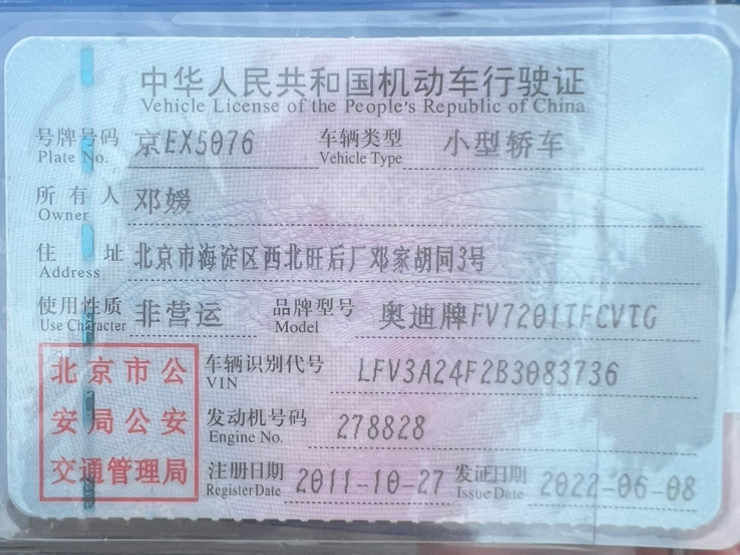 中华人民共和国机动车行驶证
Vehicle License of the People's Republic of China
号牌号码 京EX5076 车辆类型 小型轿车
Plate No. Vehicle Type
所有人 邓媛
Owner
住址 北京市海淀区西北旺后厂邓家胡同3号
Address
使用性质 非营运 品牌型号 奥迪牌FV7201TFCVTG
Use Character Model
北京市公安局公安交通管理局
车辆识别代号 LFV3A24F2B3083736
VIN
发动机号码 278828
Engine No.
注册日期 2011-10-27 发证日期 2022-06-08
Register Date Issue Date